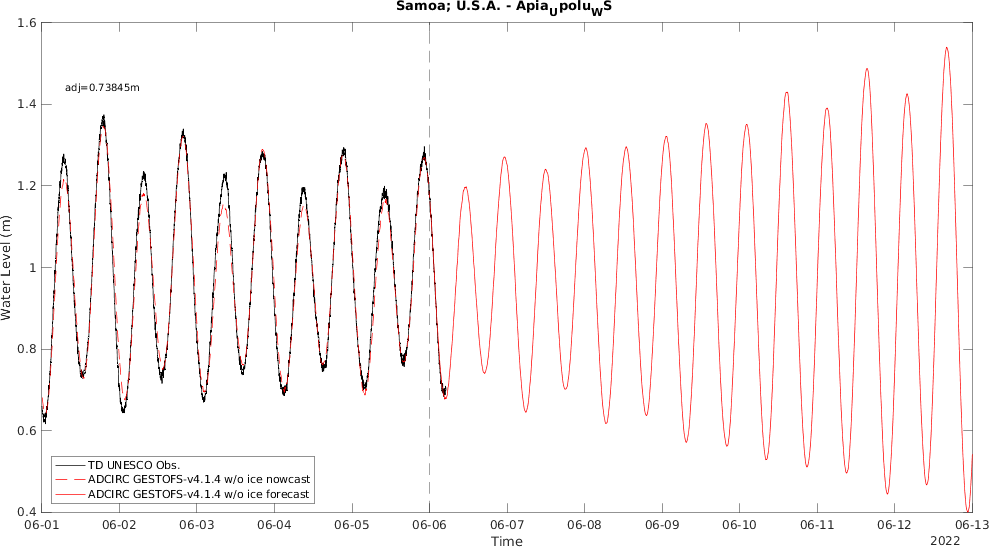 Samoa; U.S.A. - ApiaUpoluWS
1.6
1.4
1.2
1
0.8
0.6
0.4
Water Level (m)
adj=0.73845m
TD UNESCO Obs.
ADCIRC GESTOFS-v4.1.4 w/o ice nowcast
ADCIRC GESTOFS-v4.1.4 w/o ice forecast
06-01 06-02 06-03 06-04 06-05 06-06 06-07 06-08 06-09 06-10 06-11 06-12 06-13
Time
2022